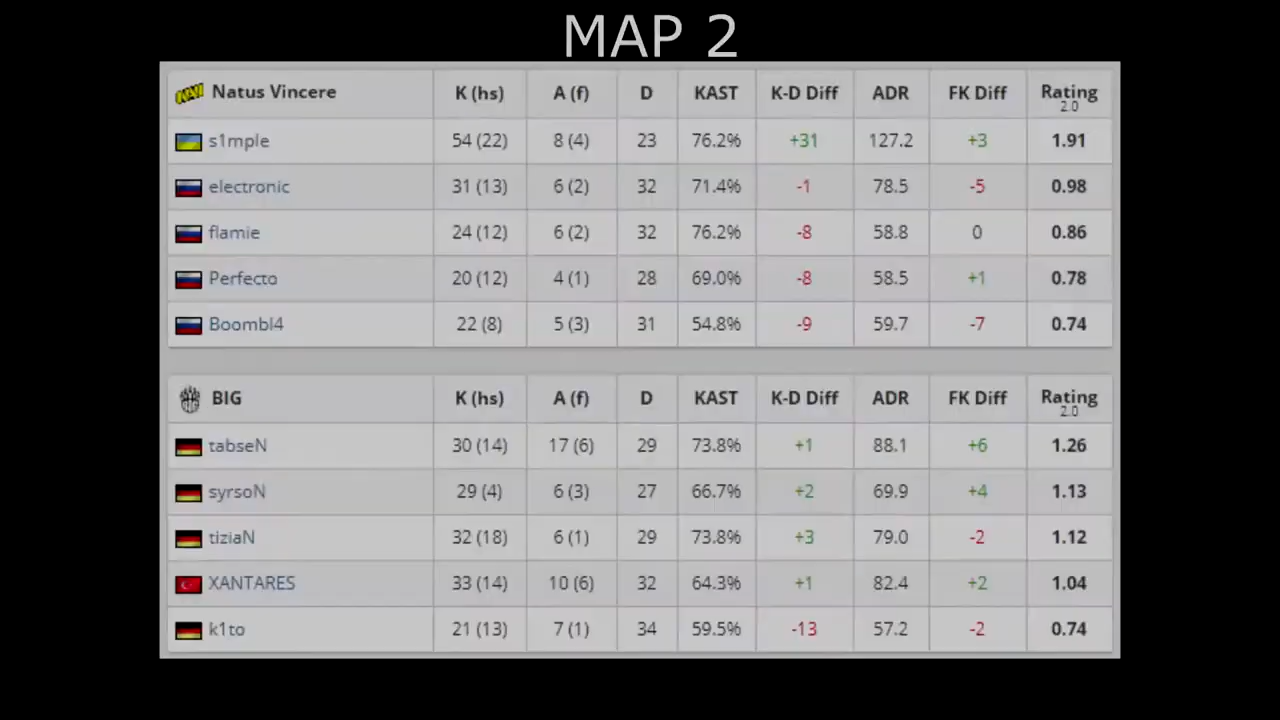 MAP 2
Natus Vincere K (hs) A (f) D KAST K-D Diff ADR FK Diff Rating 2.0
s1mple 54 (22) 8 (4) 23 76.2% +31 127.2 +3 1.91
electronic 31 (13) 6 (2) 32 71.4% -1 78.5 -5 0.98
flamie 24 (12) 6 (2) 32 76.2% -8 58.8 0 0.86
Perfecto 20 (12) 4 (1) 28 69.0% -8 58.5 +1 0.78
Boombl4 22 (8) 5 (3) 31 54.8% -9 59.7 -7 0.74
BIG K (hs) A (f) D KAST K-D Diff ADR FK Diff Rating 2.0
tabseN 30 (14) 17 (6) 29 73.8% +1 88.1 +6 1.26
syrsoN 29 (4) 6 (3) 27 66.7% +2 69.9 +4 1.13
tiziaN 32 (18) 6 (1) 29 73.8% +3 79.0 -2 1.12
XANTARES 33 (14) 10 (6) 32 64.3% +1 82.4 +2 1.04
k1to 21 (13) 7 (1) 34 59.5% -13 57.2 -2 0.74